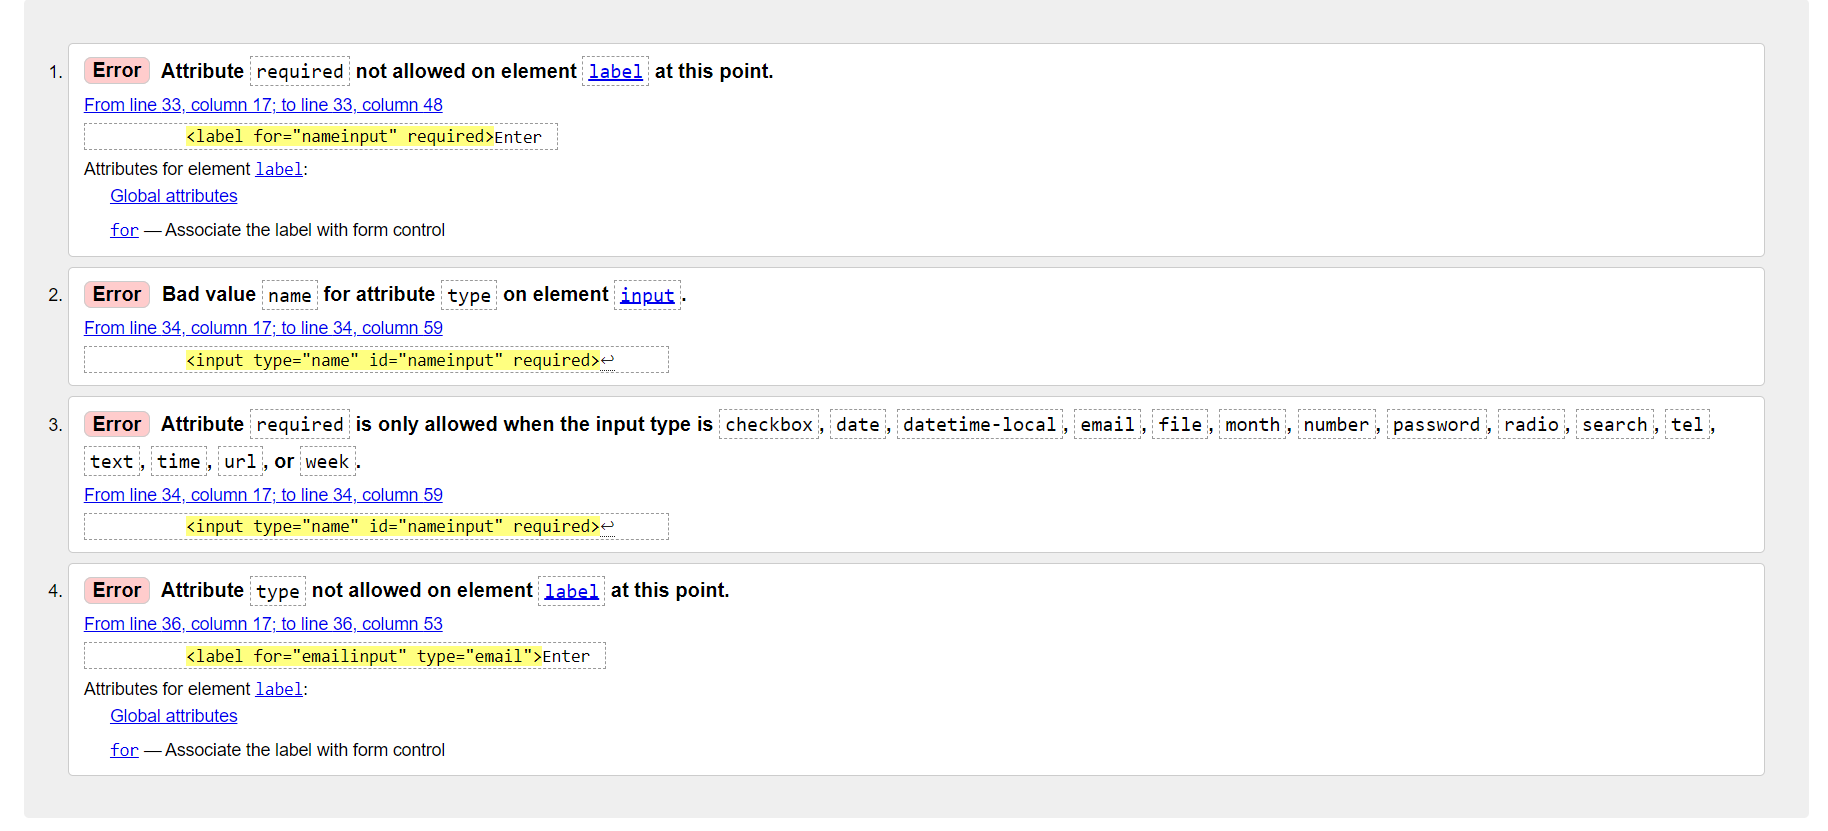 1. Error Attribute required not allowed on element label at this point.
From line 33, column 17; to line 33, column 48
<label for="nameinput" required>Enter
Attributes for element label:
Global attributes
for — Associate the label with form control
2. Error Bad value name for attribute type on element input.
From line 34, column 17; to line 34, column 59
<input type="name" id="nameinput" required>↩
3. Error Attribute required is only allowed when the input type is checkbox, date, datetime-local, email, file, month, number, password, radio, search, tel,
text, time, url, or week.
From line 34, column 17; to line 34, column 59
<input type="name" id="nameinput" required>↩
4. Error Attribute type not allowed on element label at this point.
From line 36, column 17; to line 36, column 53
<label for="emailinput" type="email">Enter
Attributes for element label:
Global attributes
for — Associate the label with form control